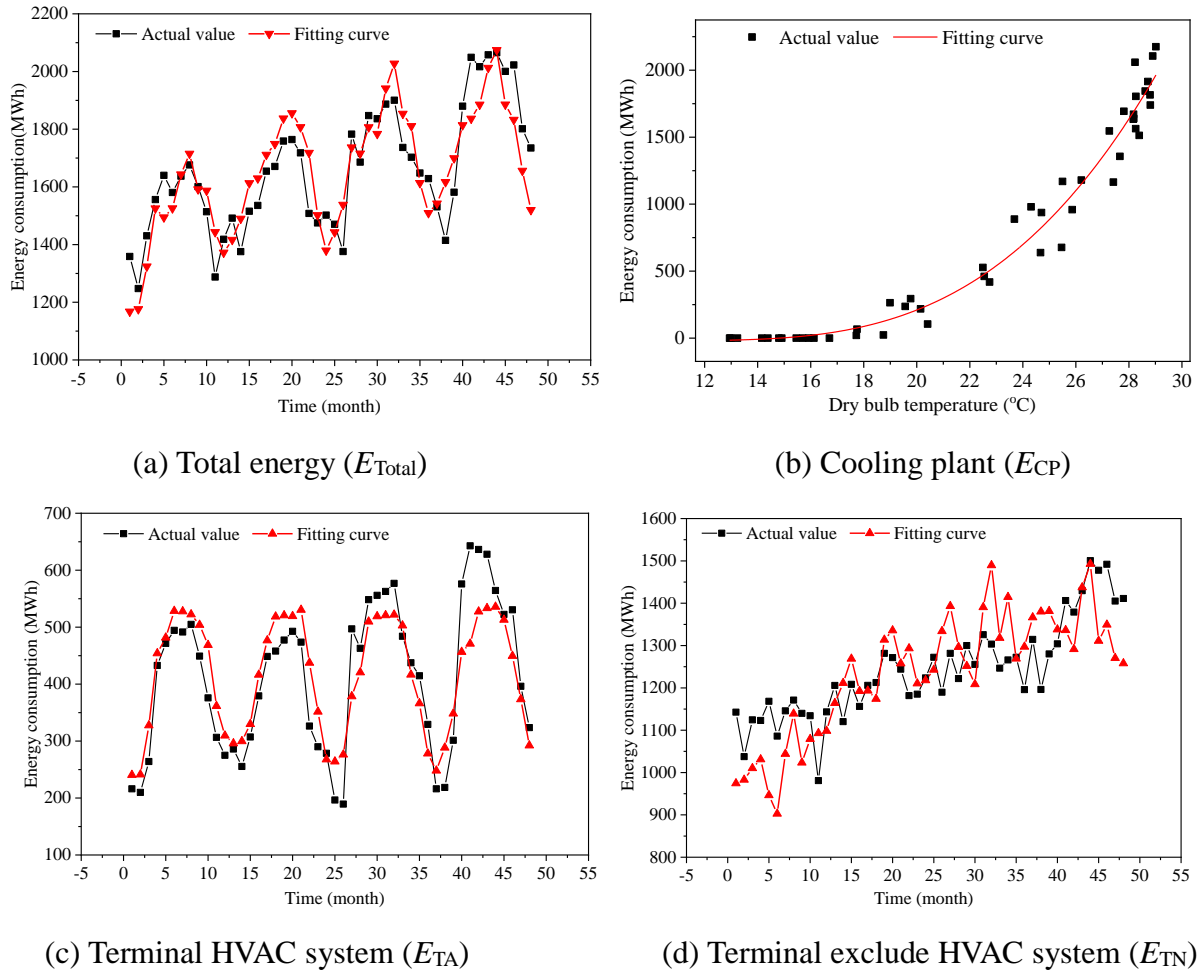 2200
2000
1800
1600
1400
1200
1000
Energy consumption(MWh)
Actual value Fitting curve
-5 0 5 10 15 20 25 30 35 40 45 50 55
Time (month)
(a) Total energy (E_Total)
2000
1500
1000
500
0
Energy consumption (MWh)
Actual value Fitting curve
12 14 16 18 20 22 24 26 28 30
Dry bulb temperature (°C)
(b) Cooling plant (E_CP)
700
600
500
400
300
200
100
Energy consumption (MWh)
Actual value Fitting curve
-5 0 5 10 15 20 25 30 35 40 45 50 55
Time (month)
(c) Terminal HVAC system (E_TA)
1600
1500
1400
1300
1200
1100
1000
900
800
Energy consumption (MWh)
Actual value Fitting curve
-5 0 5 10 15 20 25 30 35 40 45 50 55
Time (month)
(d) Terminal exclude HVAC system (E_TN)